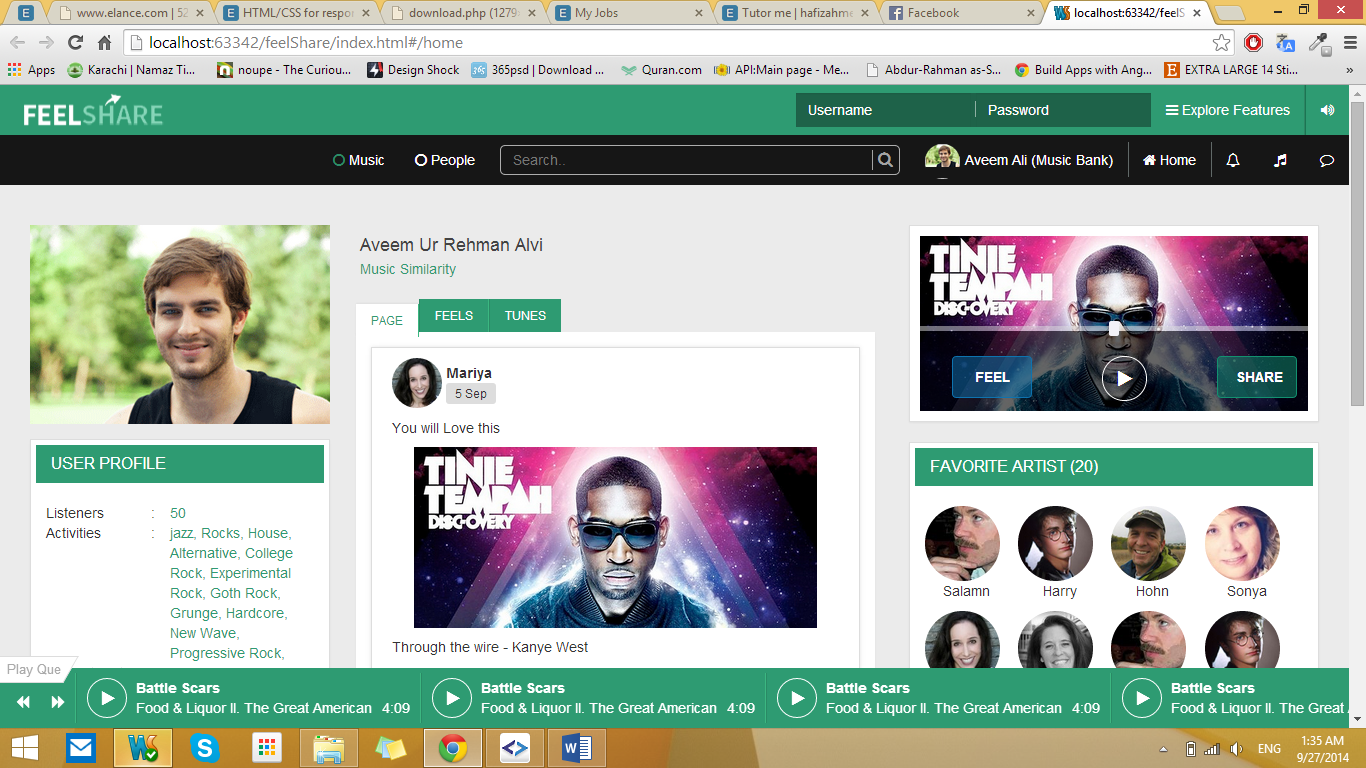 www.elance.com | 52
HTML/CSS for respor
download.php (1279×
My Jobs
Tutor me | hafizahme
Facebook
localhost:63342/feelS
localhost:63342/feelShare/index.html#/home
Apps
Karachi | Namaz Ti...
noupe - The Curiou...
Design Shock
365psd | Download ...
Quran.com
API:Main page - Me...
Abdur-Rahman as-S...
Build Apps with Ang...
EXTRA LARGE 14 Sti...
»
FEELSHARE
Username
Password
Explore Features
Music
People
Search..
Aveem Ali (Music Bank)
Home
Aveem Ur Rehman Alvi
Music Similarity
PAGE
FEELS
TUNES
Mariya
5 Sep
You will Love this
TINIE
TEMPAH
DISC-OVERY
Through the wire - Kanye West
USER PROFILE
Listeners : 50
Activities : jazz, Rocks, House,
Alternative, College
Rock, Experimental
Rock, Goth Rock,
Grunge, Hardcore,
New Wave,
Progressive Rock,
TINIE
TEMPAH
DISC-OVERY
FEEL
SHARE
FAVORITE ARTIST (20)
Salamn
Harry
Hohn
Sonya
Play Que
Battle Scars
Food & Liquor II. The Great American 4:09
Battle Scars
Food & Liquor II. The Great American 4:09
Battle Scars
Food & Liquor II. The Great American 4:09
Battle Scars
Food & Liquor II. The Great Am
ENG
1:35 AM
9/27/2014